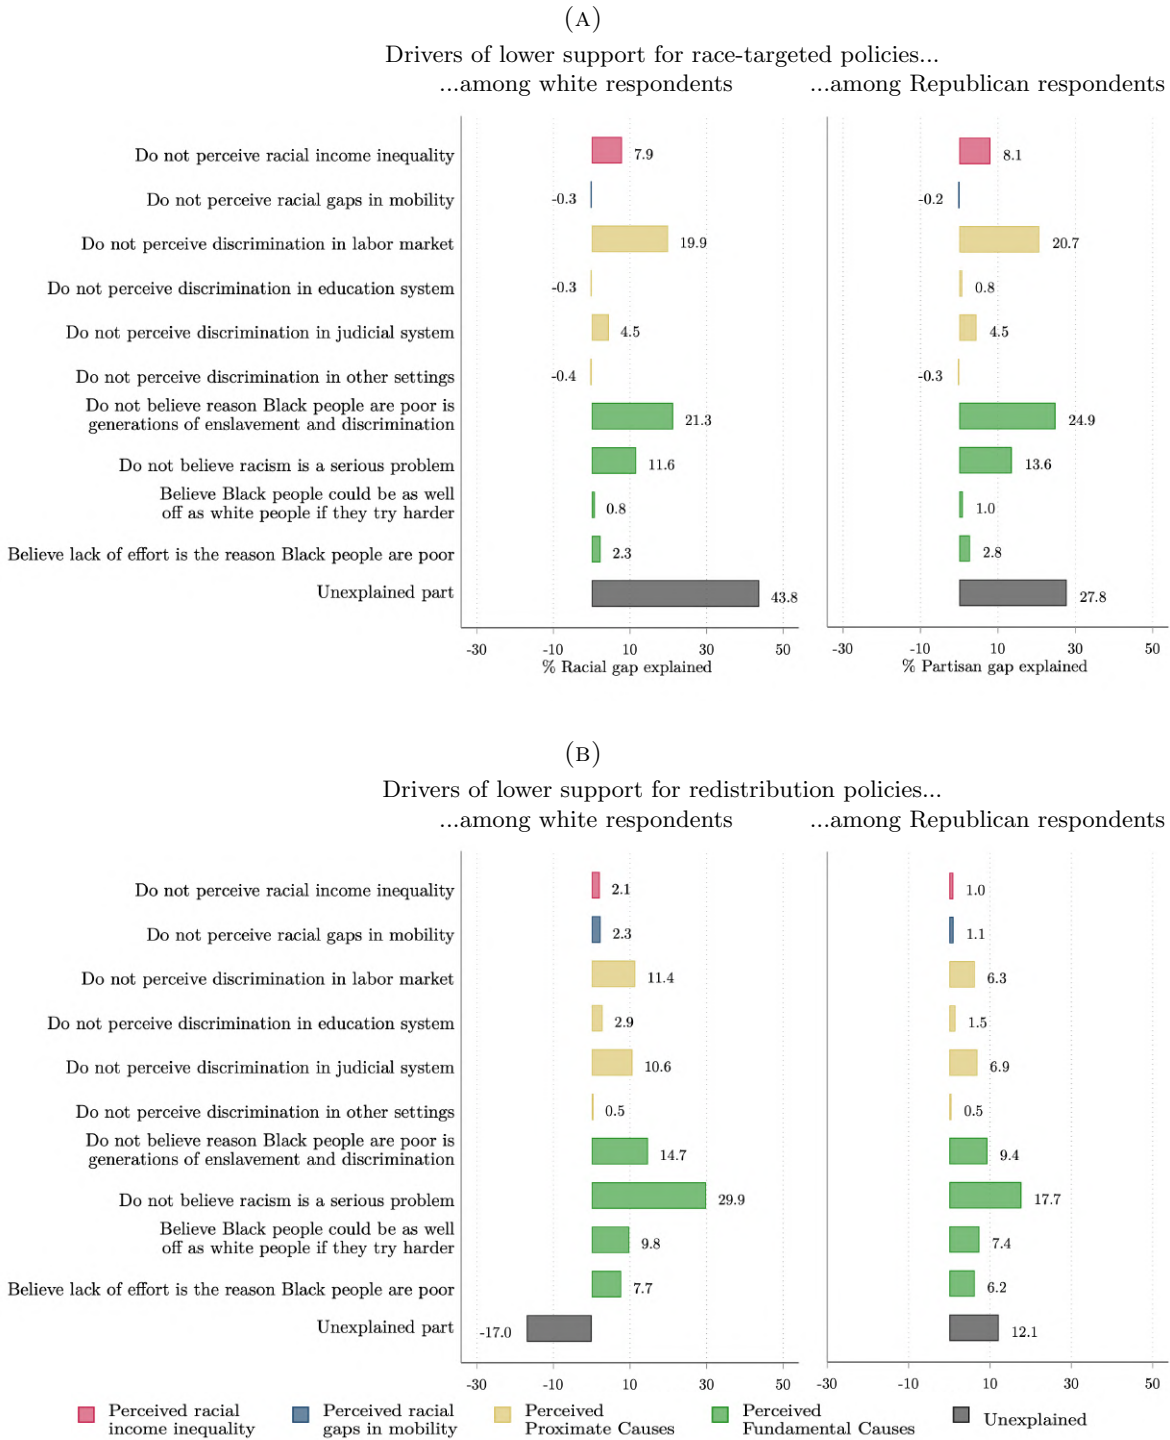 (A)
Drivers of lower support for race-targeted policies...
...among white respondents
...among Republican respondents
Do not perceive racial income inequality
7.9
8.1
Do not perceive racial gaps in mobility
-0.3
-0.2
Do not perceive discrimination in labor market
19.9
20.7
Do not perceive discrimination in education system
-0.3
0.8
Do not perceive discrimination in judicial system
4.5
4.5
Do not perceive discrimination in other settings
-0.4
-0.3
Do not believe reason Black people are poor is
generations of enslavement and discrimination
21.3
24.9
Do not believe racism is a serious problem
11.6
13.6
Believe Black people could be as well
off as white people if they try harder
0.8
1.0
Believe lack of effort is the reason Black people are poor
2.3
2.8
Unexplained part
43.8
27.8
-30 -10 10 30 50
% Racial gap explained
-30 -10 10 30 50
% Partisan gap explained
(B)
Drivers of lower support for redistribution policies...
...among white respondents
...among Republican respondents
Do not perceive racial income inequality
2.1
1.0
Do not perceive racial gaps in mobility
2.3
1.1
Do not perceive discrimination in labor market
11.4
6.3
Do not perceive discrimination in education system
2.9
1.5
Do not perceive discrimination in judicial system
10.6
6.9
Do not perceive discrimination in other settings
0.5
0.5
Do not believe reason Black people are poor is
generations of enslavement and discrimination
14.7
9.4
Do not believe racism is a serious problem
29.9
17.7
Believe Black people could be as well
off as white people if they try harder
9.8
7.4
Believe lack of effort is the reason Black people are poor
7.7
6.2
Unexplained part
-17.0
12.1
-30 -10 10 30 50
-30 -10 10 30 50
Perceived racial
income inequality
Perceived racial
gaps in mobility
Perceived
Proximate Causes
Perceived
Fundamental Causes
Unexplained